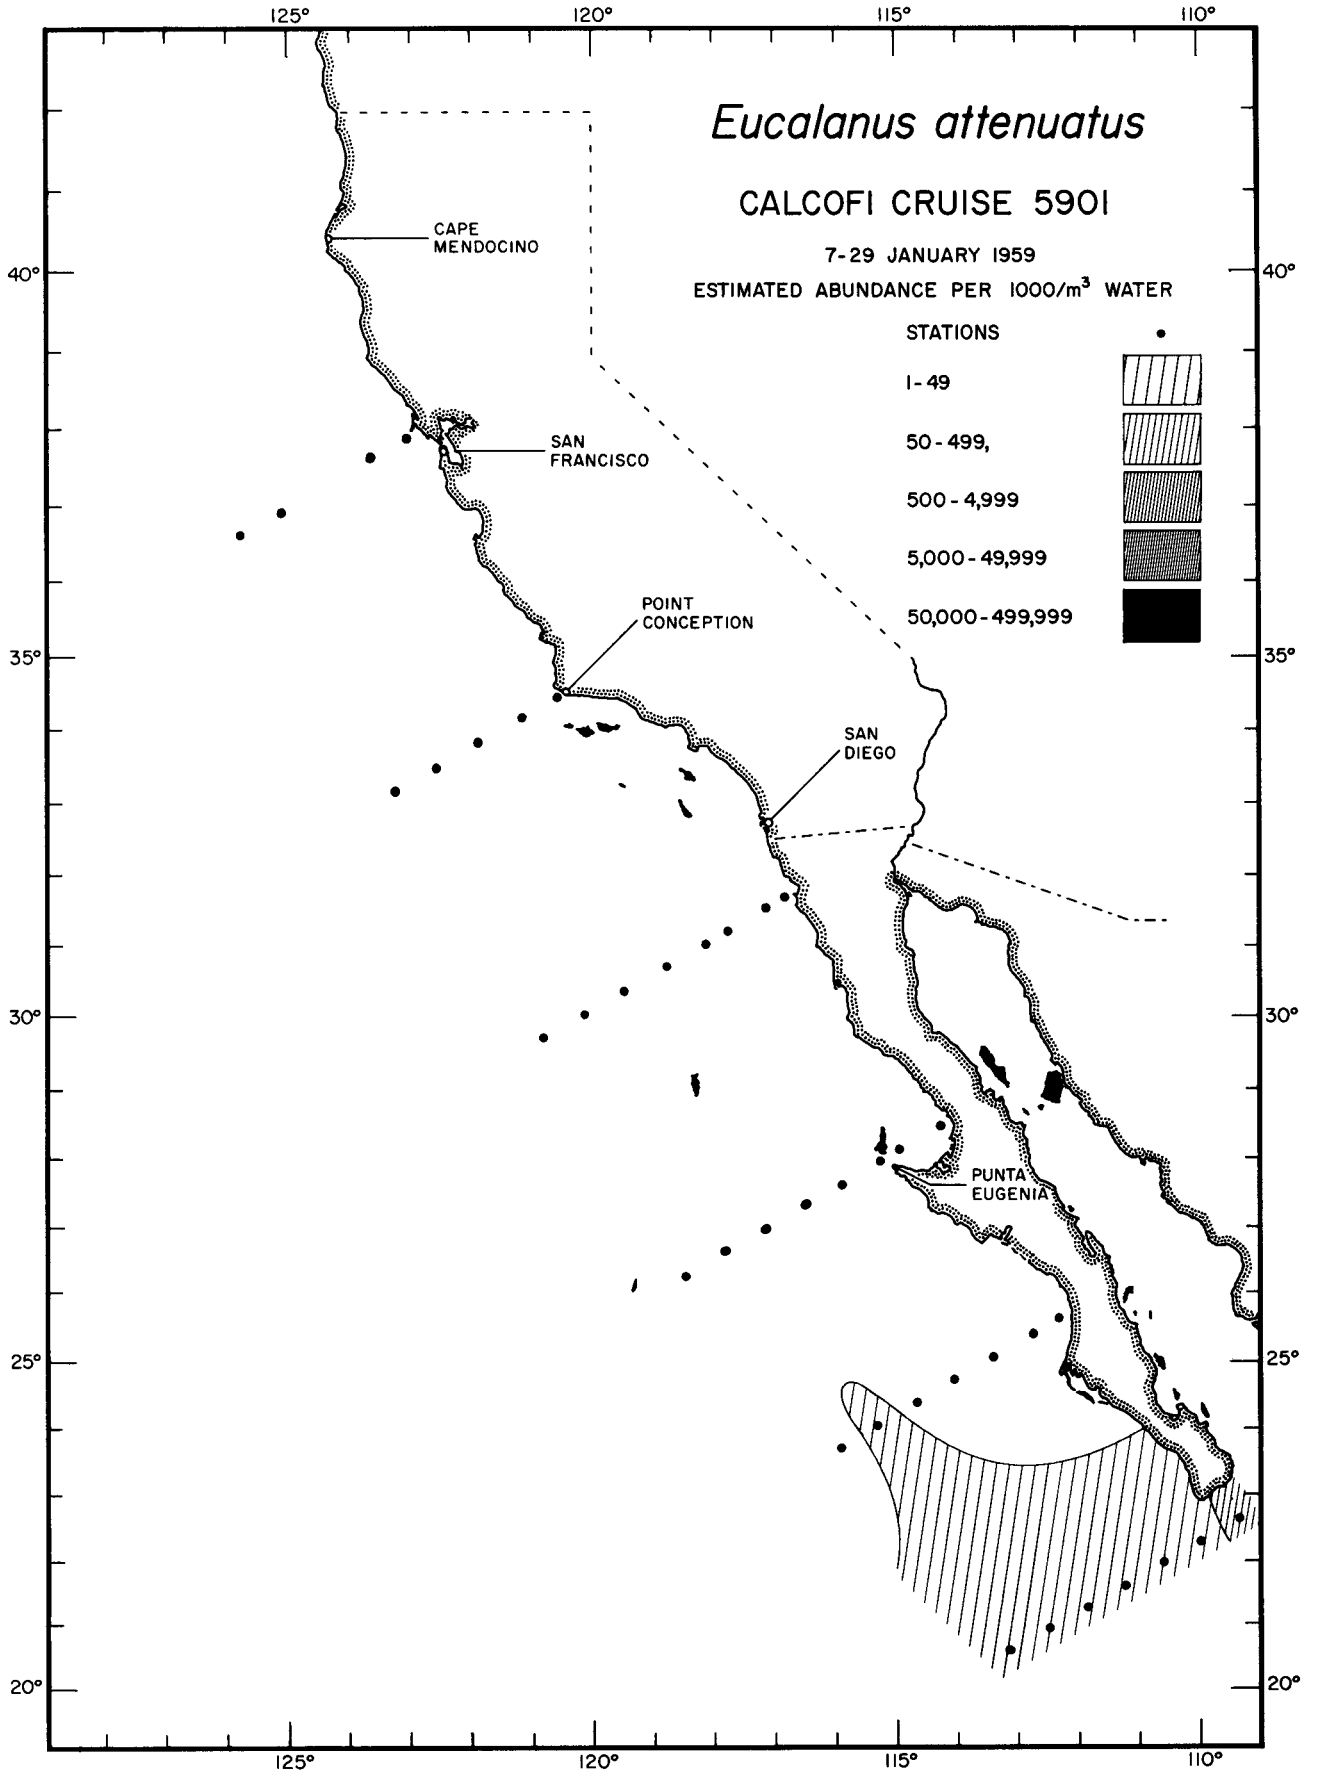 125° 120° 115° 110°
Eucalanus attenuatus
CALCOFI CRUISE 5901
7-29 JANUARY 1959
ESTIMATED ABUNDANCE PER 1000/m³ WATER
STATIONS
1-49
50-499,
500-4,999
5,000-49,999
50,000-499,999
CAPE
MENDOCINO
40° 40°
SAN
FRANCISCO
POINT
CONCEPTION
35° 35°
SAN
DIEGO
30° 30°
PUNTA
EUGENIA
25° 25°
20° 20°
125° 120° 115° 110°